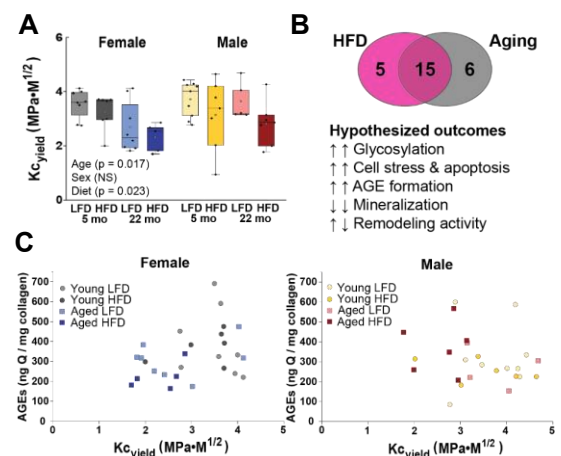 A
Female
Male
Kc_yield (MPa•M^1/2)
6
4
2
0
Age (p = 0.017)
Sex (NS)
Diet (p = 0.023)
LFD HFD LFD HFD LFD HFD LFD HFD
5 mo 22 mo 5 mo 22 mo
B
HFD
Aging
5 15 6
Hypothesized outcomes
↑↑ Glycosylation
↑↑ Cell stress & apoptosis
↑↑ AGE formation
↓↓ Mineralization
↑↓ Remodeling activity
C
Female
AGEs (ng Q / mg collagen)
700
600
500
400
300
200
100
0
Young LFD
Young HFD
Aged LFD
Aged HFD
0 1 2 3 4 5
Kc_yield (MPa•M^1/2)
Male
AGEs (ng Q / mg collagen)
700
600
500
400
300
200
100
0
Young LFD
Young HFD
Aged LFD
Aged HFD
0 1 2 3 4 5
Kc_yield (MPa•M^1/2)